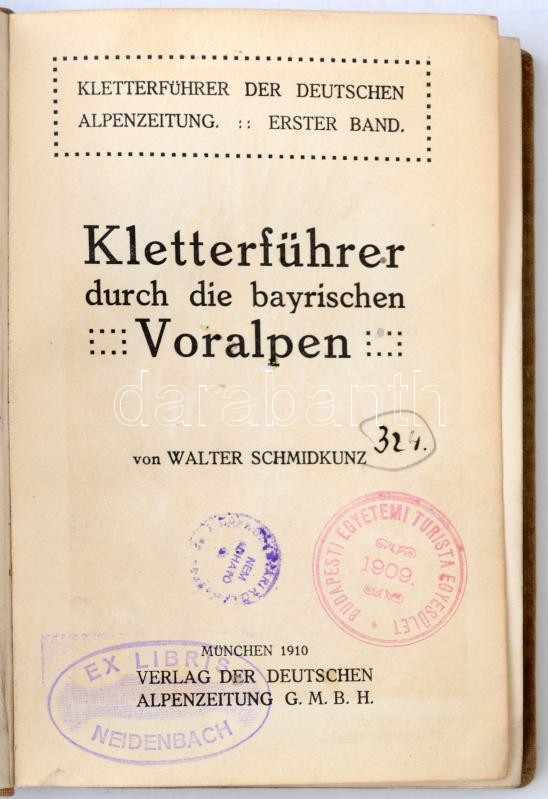 KLETTERFÜHRER DER DEUTSCHEN
ALPENZEITUNG. :: ERSTER BAND.
Kletterführer
durch die bayrischen
Voralpen
darabanth
324.
von WALTER SCHMIDKUNZ
NEM
BUDAPESTI EGYETEMI TURISTA EGYESÜLET *
1909.
MÜNCHEN 1910
VERLAG DER DEUTSCHEN
ALPENZEITUNG G. M. B. H.
EX LIBRIS
NEIDENBACH